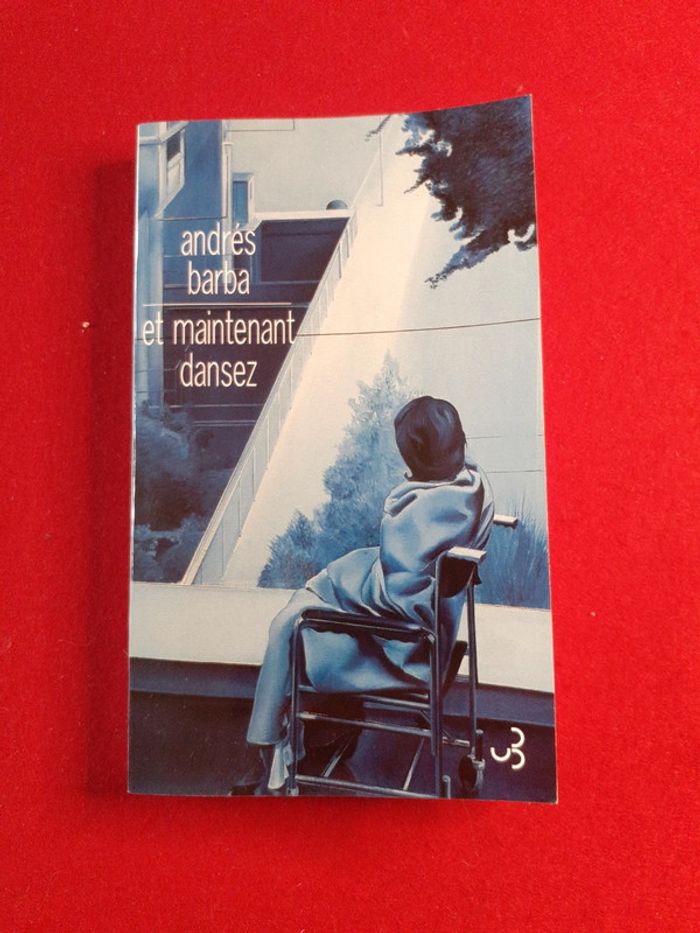 andrés
barba
et maintenant
dansez